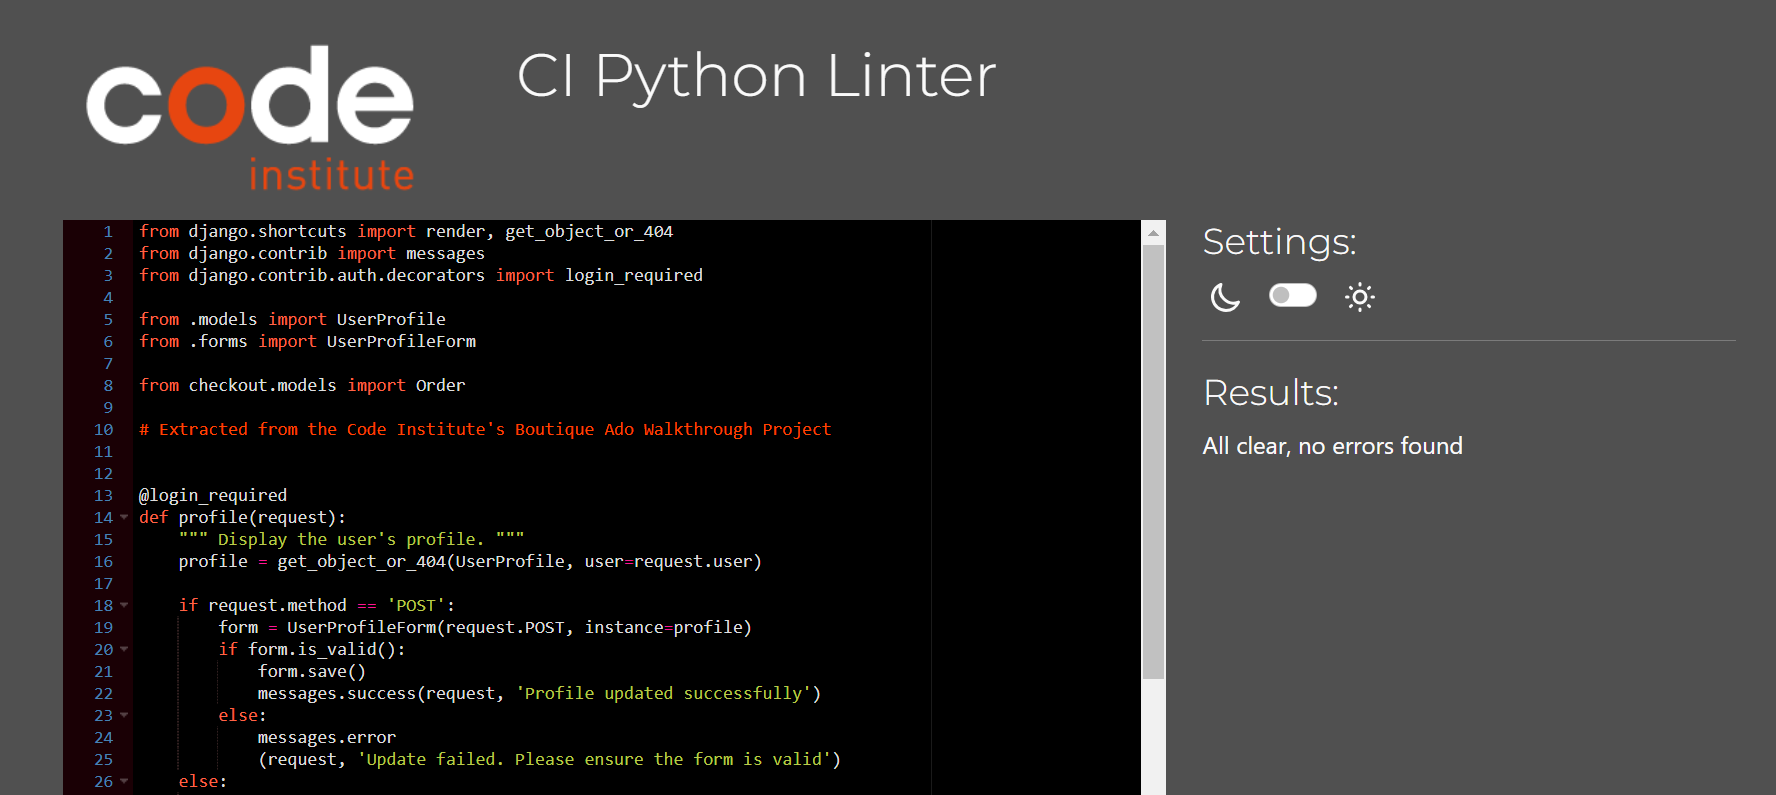 code
institute
CI Python Linter
1 from django.shortcuts import render, get_object_or_404
2 from django.contrib import messages
3 from django.contrib.auth.decorators import login_required
4
5 from .models import UserProfile
6 from .forms import UserProfileForm
7
8 from checkout.models import Order
9
10 # Extracted from the Code Institute's Boutique Ado Walkthrough Project
11
12
13 @login_required
14 def profile(request):
15     """ Display the user's profile. """
16     profile = get_object_or_404(UserProfile, user=request.user)
17
18     if request.method == 'POST':
19         form = UserProfileForm(request.POST, instance=profile)
20         if form.is_valid():
21             form.save()
22             messages.success(request, 'Profile updated successfully')
23         else:
24             messages.error
25             (request, 'Update failed. Please ensure the form is valid')
26     else:
Settings:
Results:
All clear, no errors found